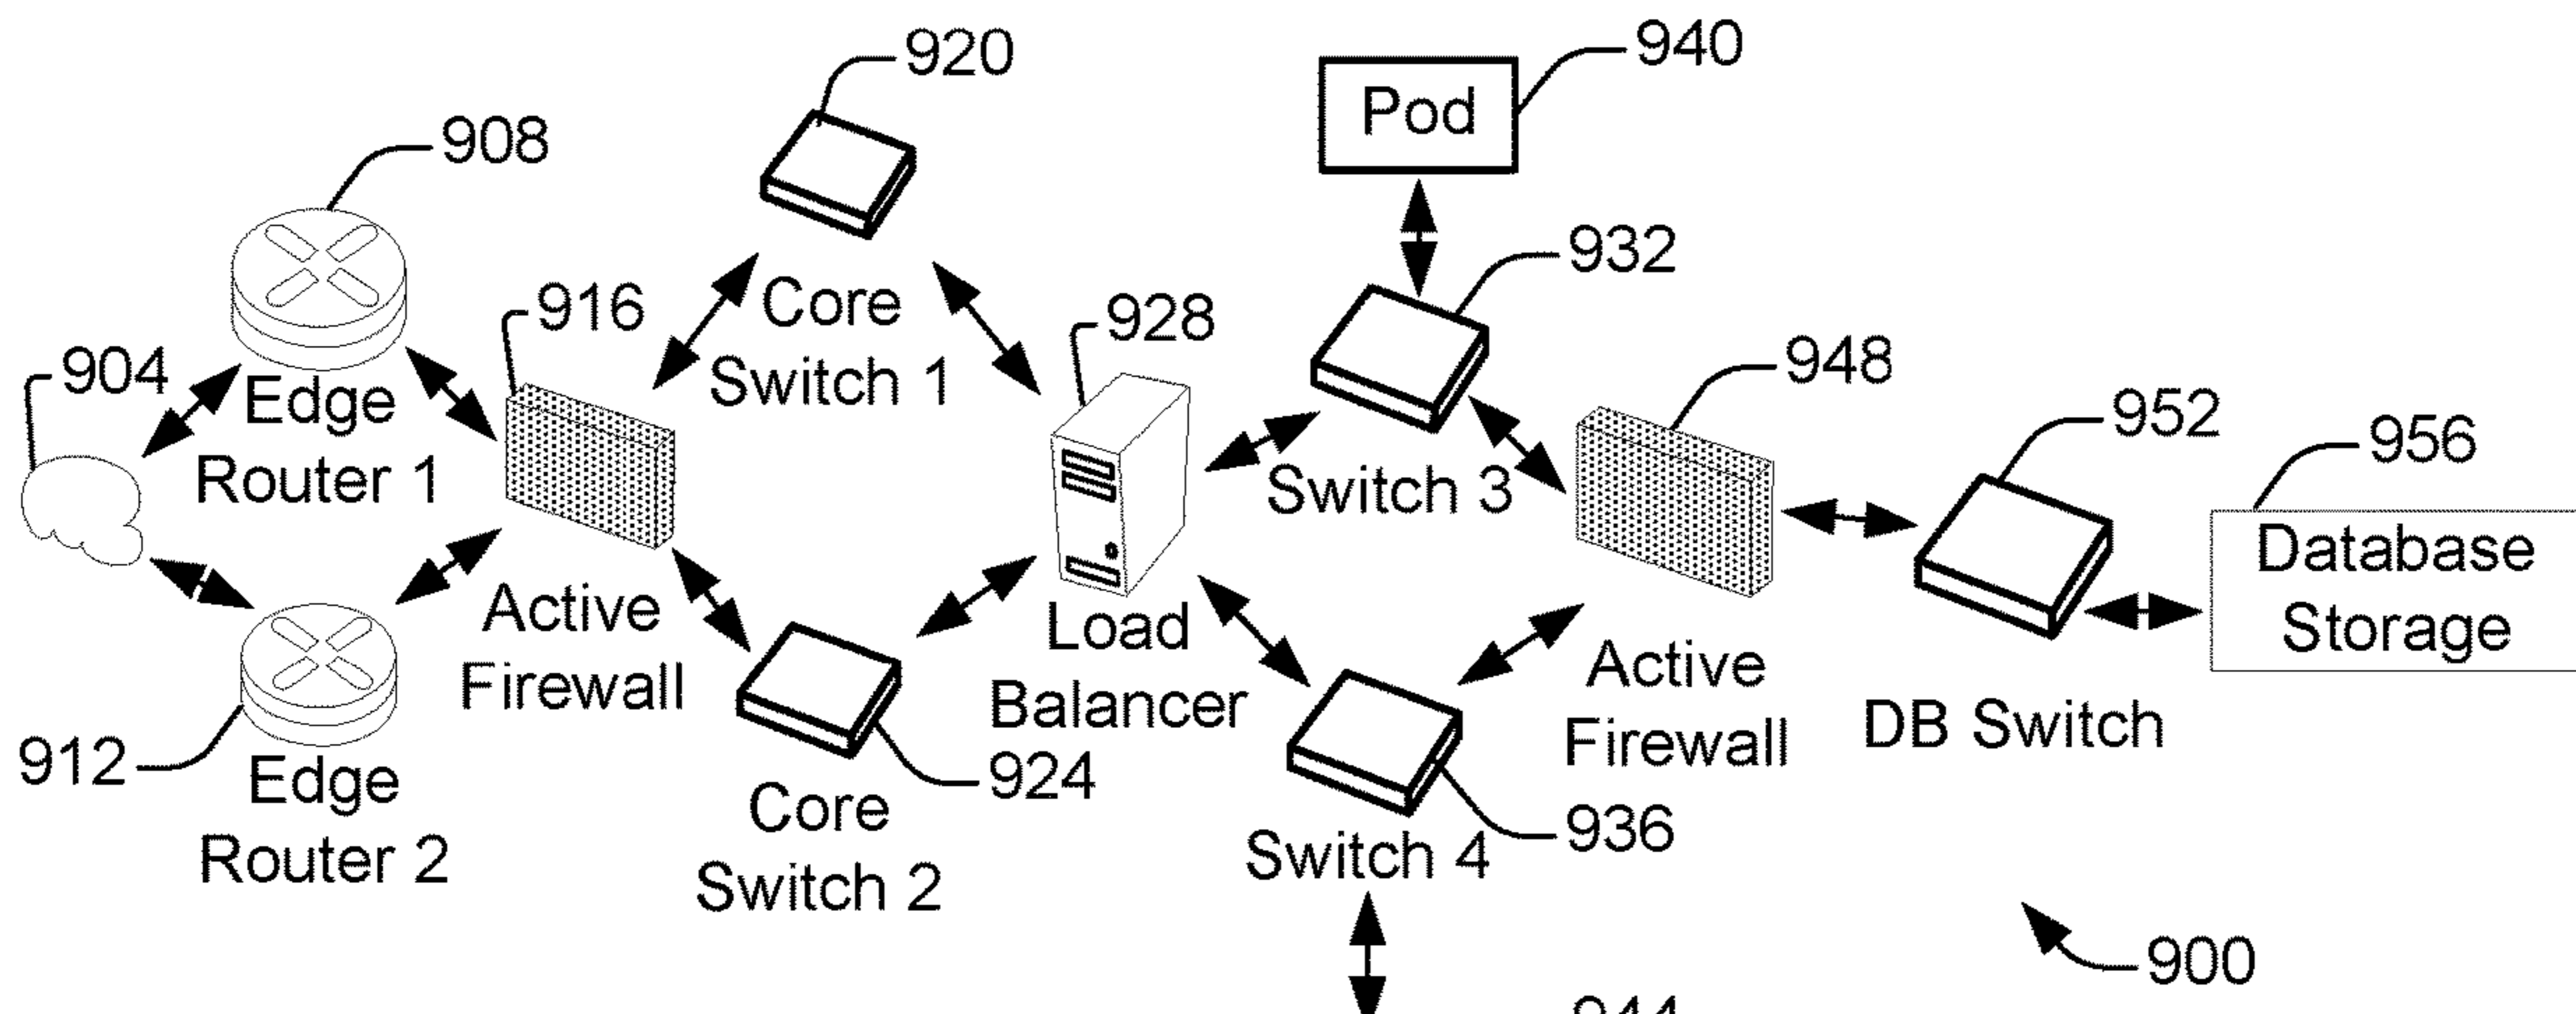 920
940
Pod
908
932
916
Core
Switch 1
928
948
904
Edge
Router 1
952
956
Switch 3
Database
Storage
Active
Firewall
Load
Balancer
Active
Firewall
DB Switch
912
Edge
Router 2
924
Core
Switch 2
936
Switch 4
900
944